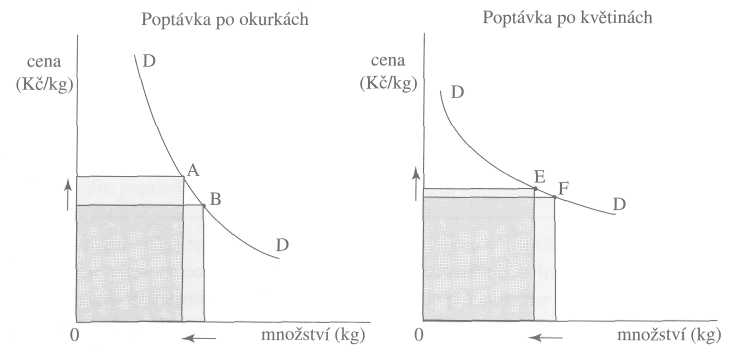 Poptávka po okurkách
cena
(Kč/kg)
D
A
B
D
0
množství (kg)
Poptávka po květinách
cena
(Kč/kg)
D
E
F
D
0
množství (kg)